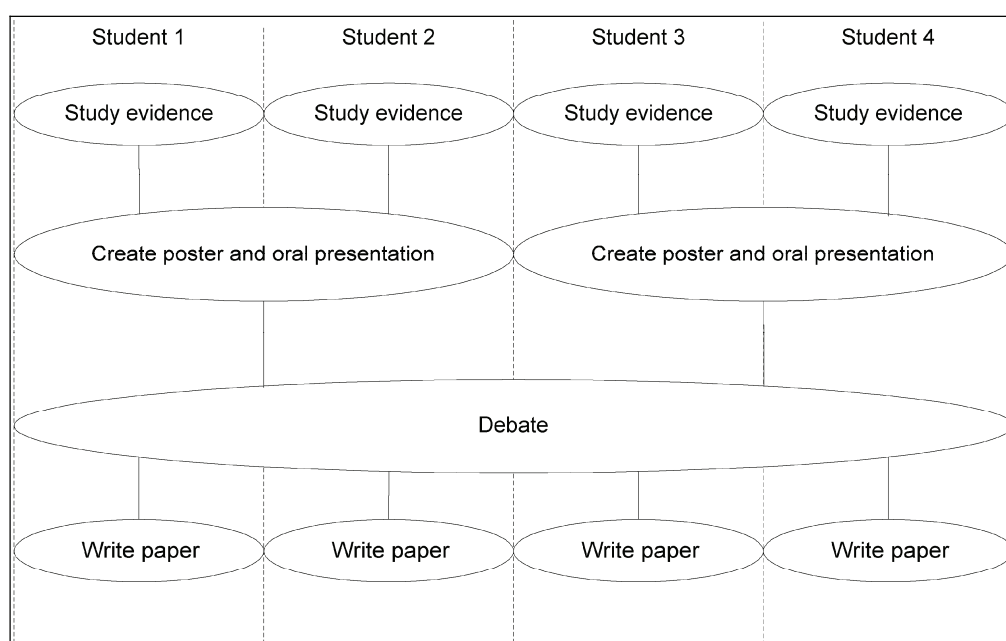 Student 1 Student 2 Student 3 Student 4
Study evidence Study evidence Study evidence Study evidence
Create poster and oral presentation Create poster and oral presentation
Debate
Write paper Write paper Write paper Write paper